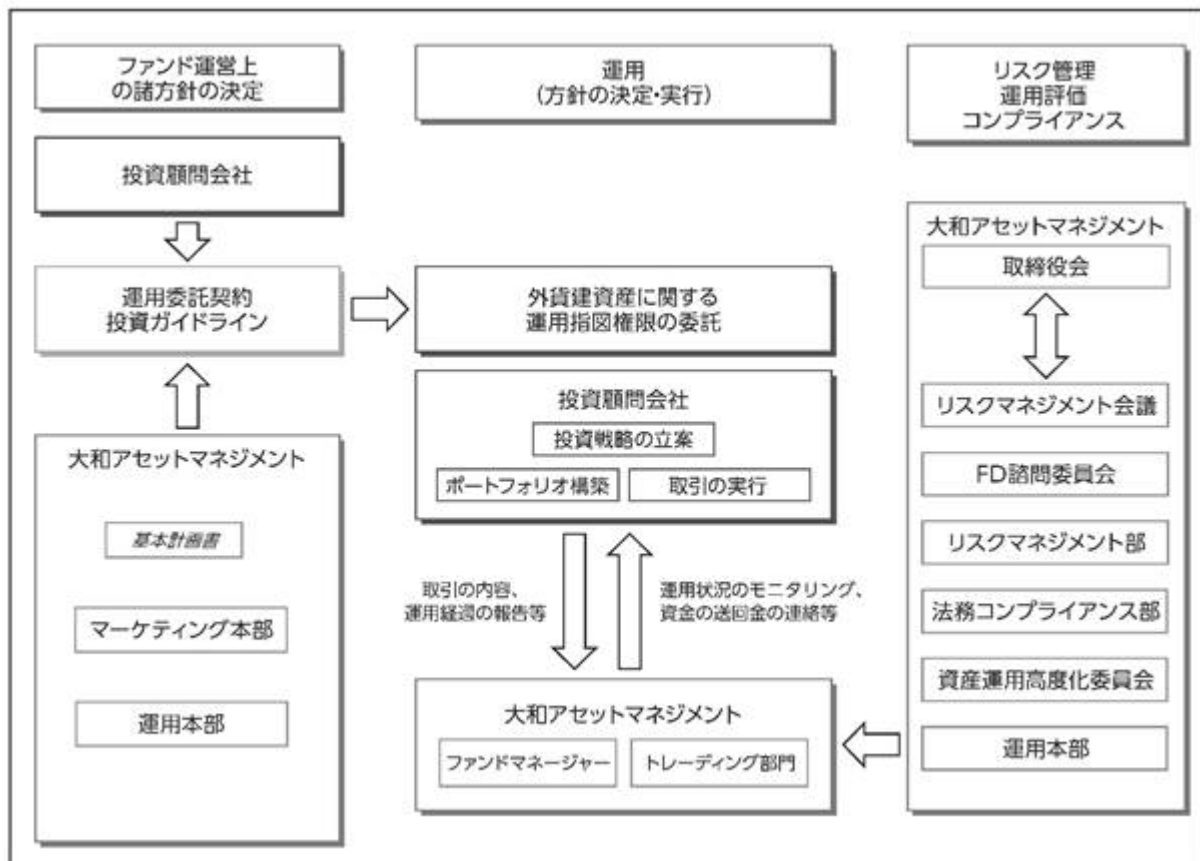 ファンド運営上
の諸方針の決定
運用
(方針の決定・実行)
リスク管理
運用評価
コンプライアンス
投資顧問会社
運用委託契約
投資ガイドライン
外貨建資産に関する
運用指図権限の委託
大和アセットマネジメント
基本計画書
マーケティング本部
運用本部
投資顧問会社
投資戦略の立案
ポートフォリオ構築
取引の実行
取引の内容、
運用経過の報告等
運用状況のモニタリング、
資金の送回金の連絡等
大和アセットマネジメント
ファンドマネージャー
トレーディング部門
大和アセットマネジメント
取締役会
リスクマネジメント会議
FD諮問委員会
リスクマネジメント部
法務コンプライアンス部
資産運用高度化委員会
運用本部